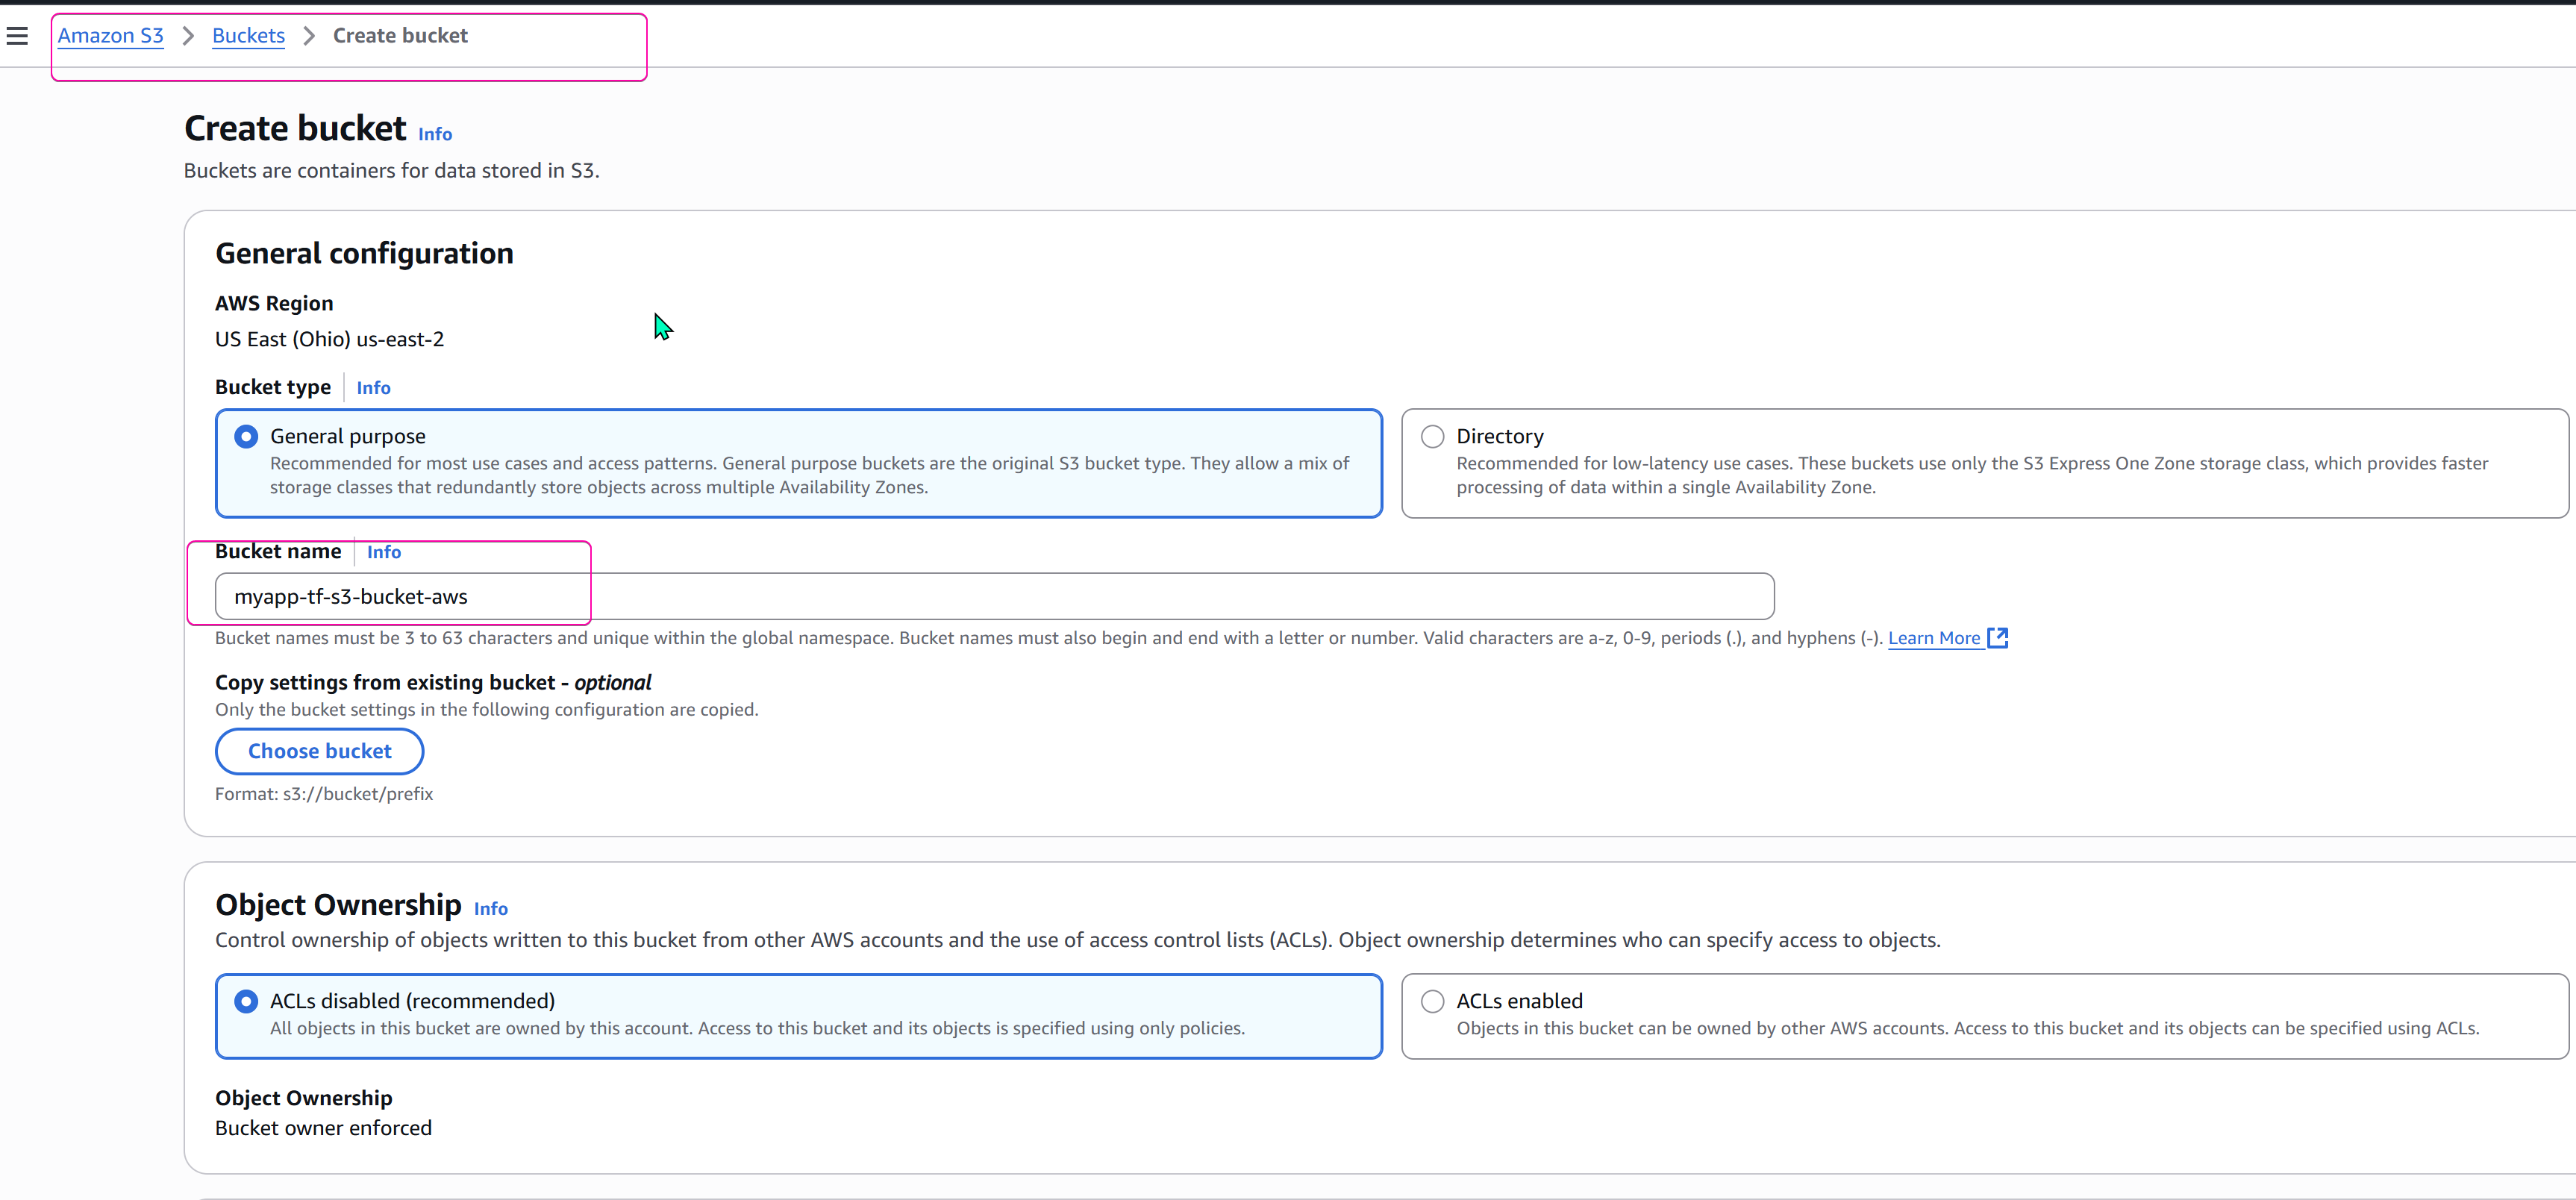 Amazon S3 > Buckets > Create bucket
Create bucket Info
Buckets are containers for data stored in S3.
General configuration
AWS Region
US East (Ohio) us-east-2
Bucket type Info
General purpose
Recommended for most use cases and access patterns. General purpose buckets are the original S3 bucket type. They allow a mix of
storage classes that redundantly store objects across multiple Availability Zones.
Directory
Recommended for low-latency use cases. These buckets use only the S3 Express One Zone storage class, which provides faster
processing of data within a single Availability Zone.
Bucket name Info
myapp-tf-s3-bucket-aws
Bucket names must be 3 to 63 characters and unique within the global namespace. Bucket names must also begin and end with a letter or number. Valid characters are a-z, 0-9, periods (.), and hyphens (-). Learn More
Copy settings from existing bucket - optional
Only the bucket settings in the following configuration are copied.
Choose bucket
Format: s3://bucket/prefix
Object Ownership Info
Control ownership of objects written to this bucket from other AWS accounts and the use of access control lists (ACLs). Object ownership determines who can specify access to objects.
ACLs disabled (recommended)
All objects in this bucket are owned by this account. Access to this bucket and its objects is specified using only policies.
ACLs enabled
Objects in this bucket can be owned by other AWS accounts. Access to this bucket and its objects can be specified using ACLs.
Object Ownership
Bucket owner enforced